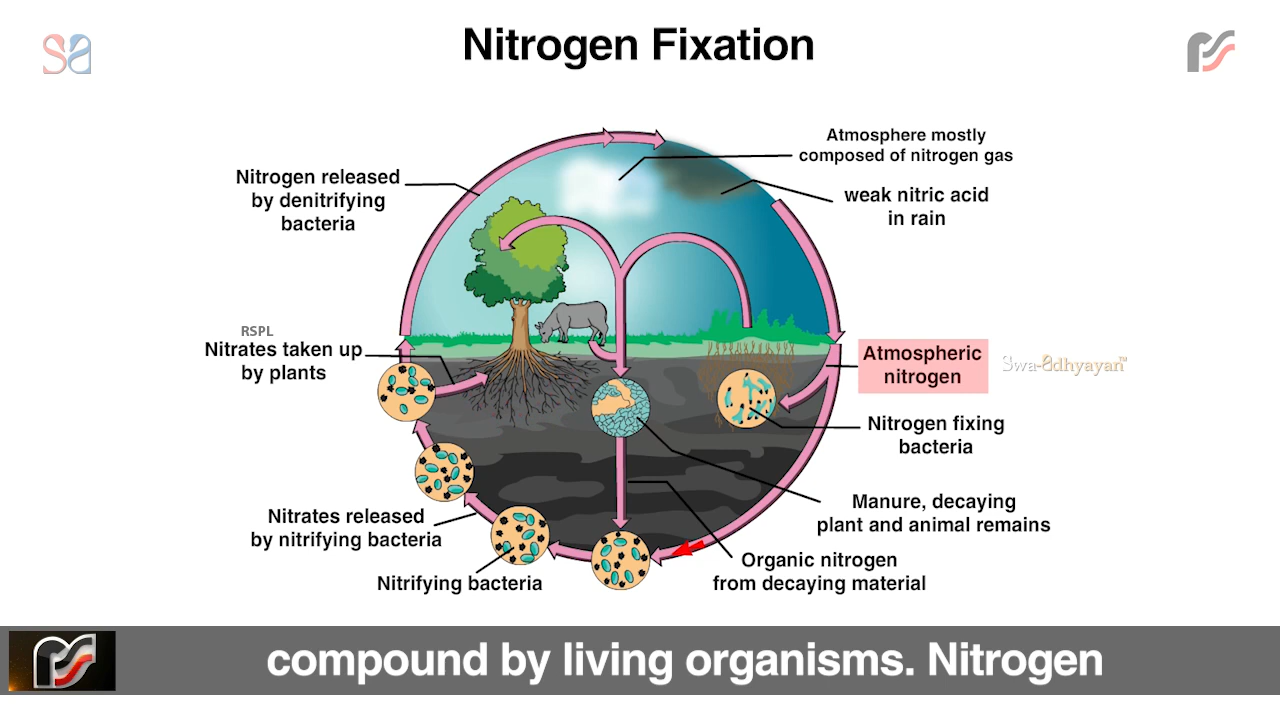 Nitrogen Fixation
sa
Atmosphere mostly
composed of nitrogen gas
Nitrogen released
by denitrifying
bacteria
weak nitric acid
in rain
RSPL
Nitrates taken up
by plants
Atmospheric
nitrogen
Swa-adhyayan™
Nitrogen fixing
bacteria
Manure, decaying
plant and animal remains
Nitrates released
by nitrifying bacteria
Organic nitrogen
from decaying material
Nitrifying bacteria
compound by living organisms. Nitrogen